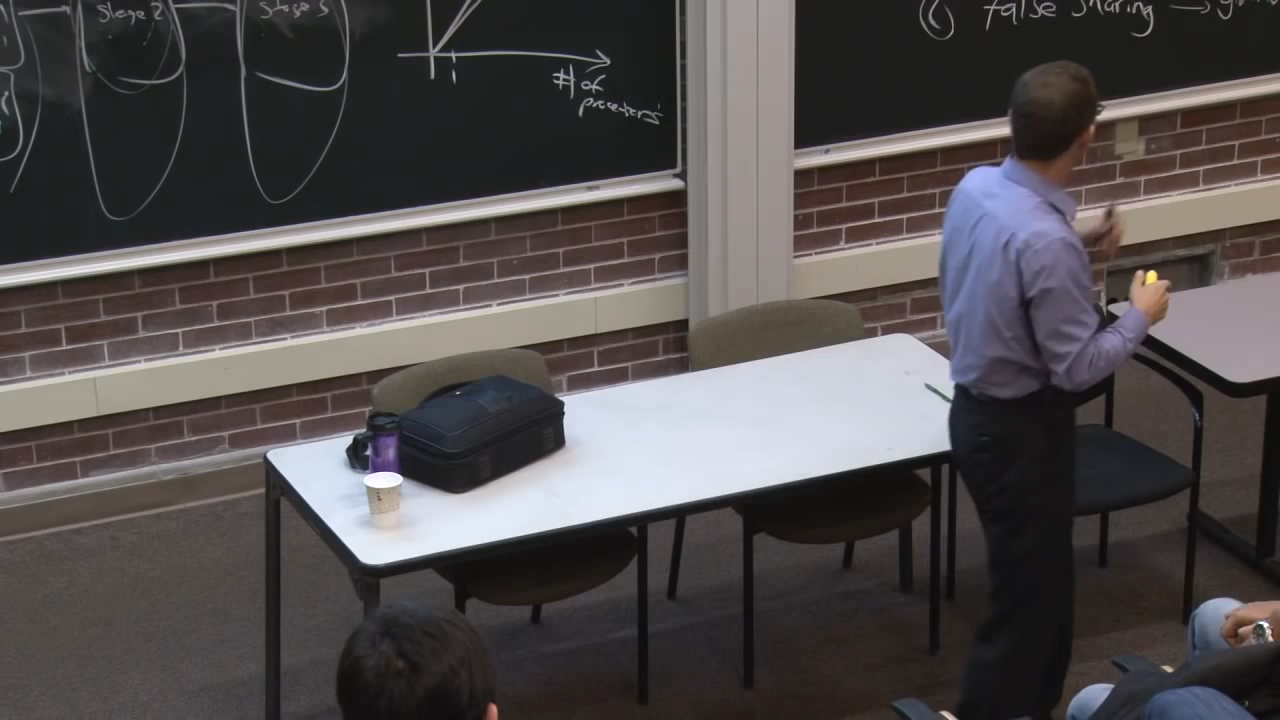 Stage 2
Stage 3
# of
processors
C False Sharing →